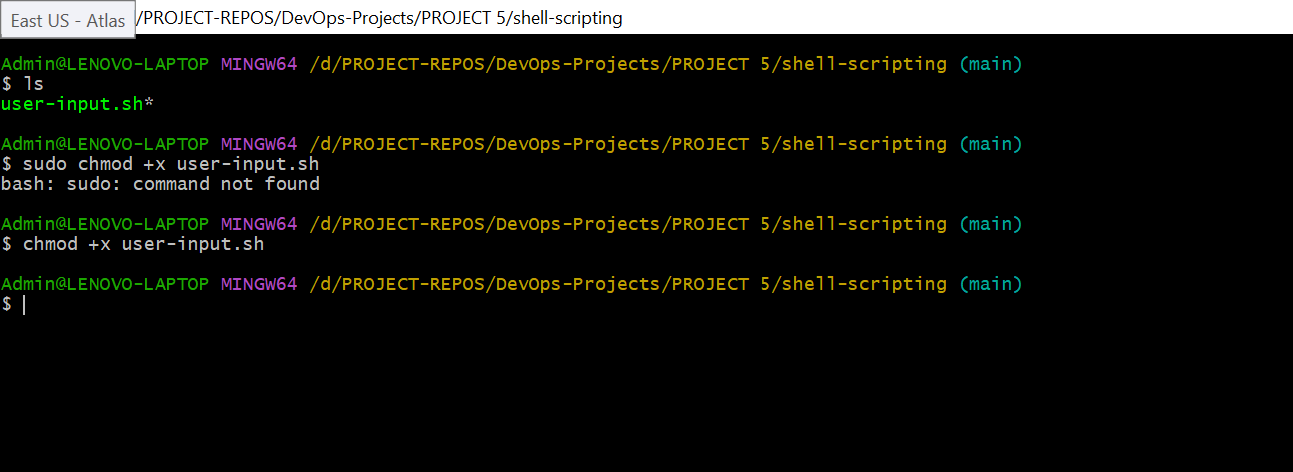 East US - Atlas /PROJECT-REPOS/DevOps-Projects/PROJECT 5/shell-scripting
Admin@LENOVO-LAPTOP MINGW64 /d/PROJECT-REPOS/DevOps-Projects/PROJECT 5/shell-scripting (main)
$ ls
user-input.sh*
Admin@LENOVO-LAPTOP MINGW64 /d/PROJECT-REPOS/DevOps-Projects/PROJECT 5/shell-scripting (main)
$ sudo chmod +x user-input.sh
bash: sudo: command not found
Admin@LENOVO-LAPTOP MINGW64 /d/PROJECT-REPOS/DevOps-Projects/PROJECT 5/shell-scripting (main)
$ chmod +x user-input.sh
Admin@LENOVO-LAPTOP MINGW64 /d/PROJECT-REPOS/DevOps-Projects/PROJECT 5/shell-scripting (main)
$